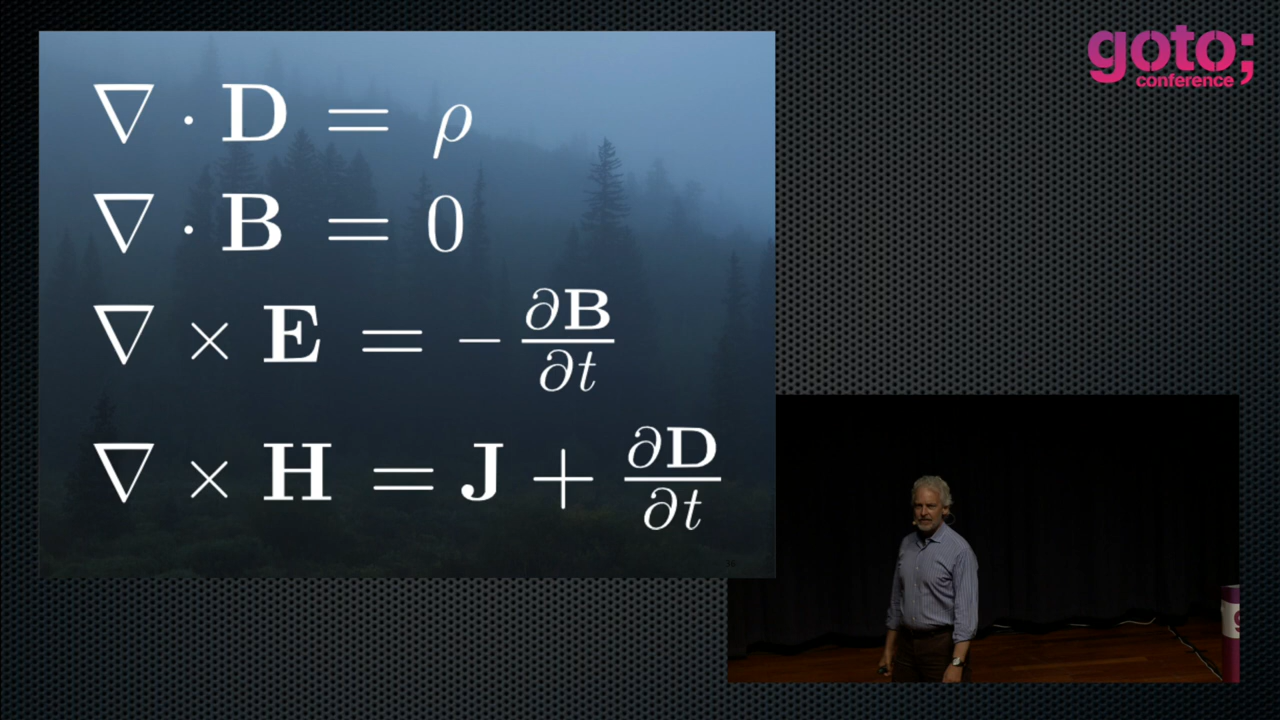 goto;
conference
∇ · D = ρ
∇ · B = 0
∇ × E = − ∂B/∂t
∇ × H = J + ∂D/∂t